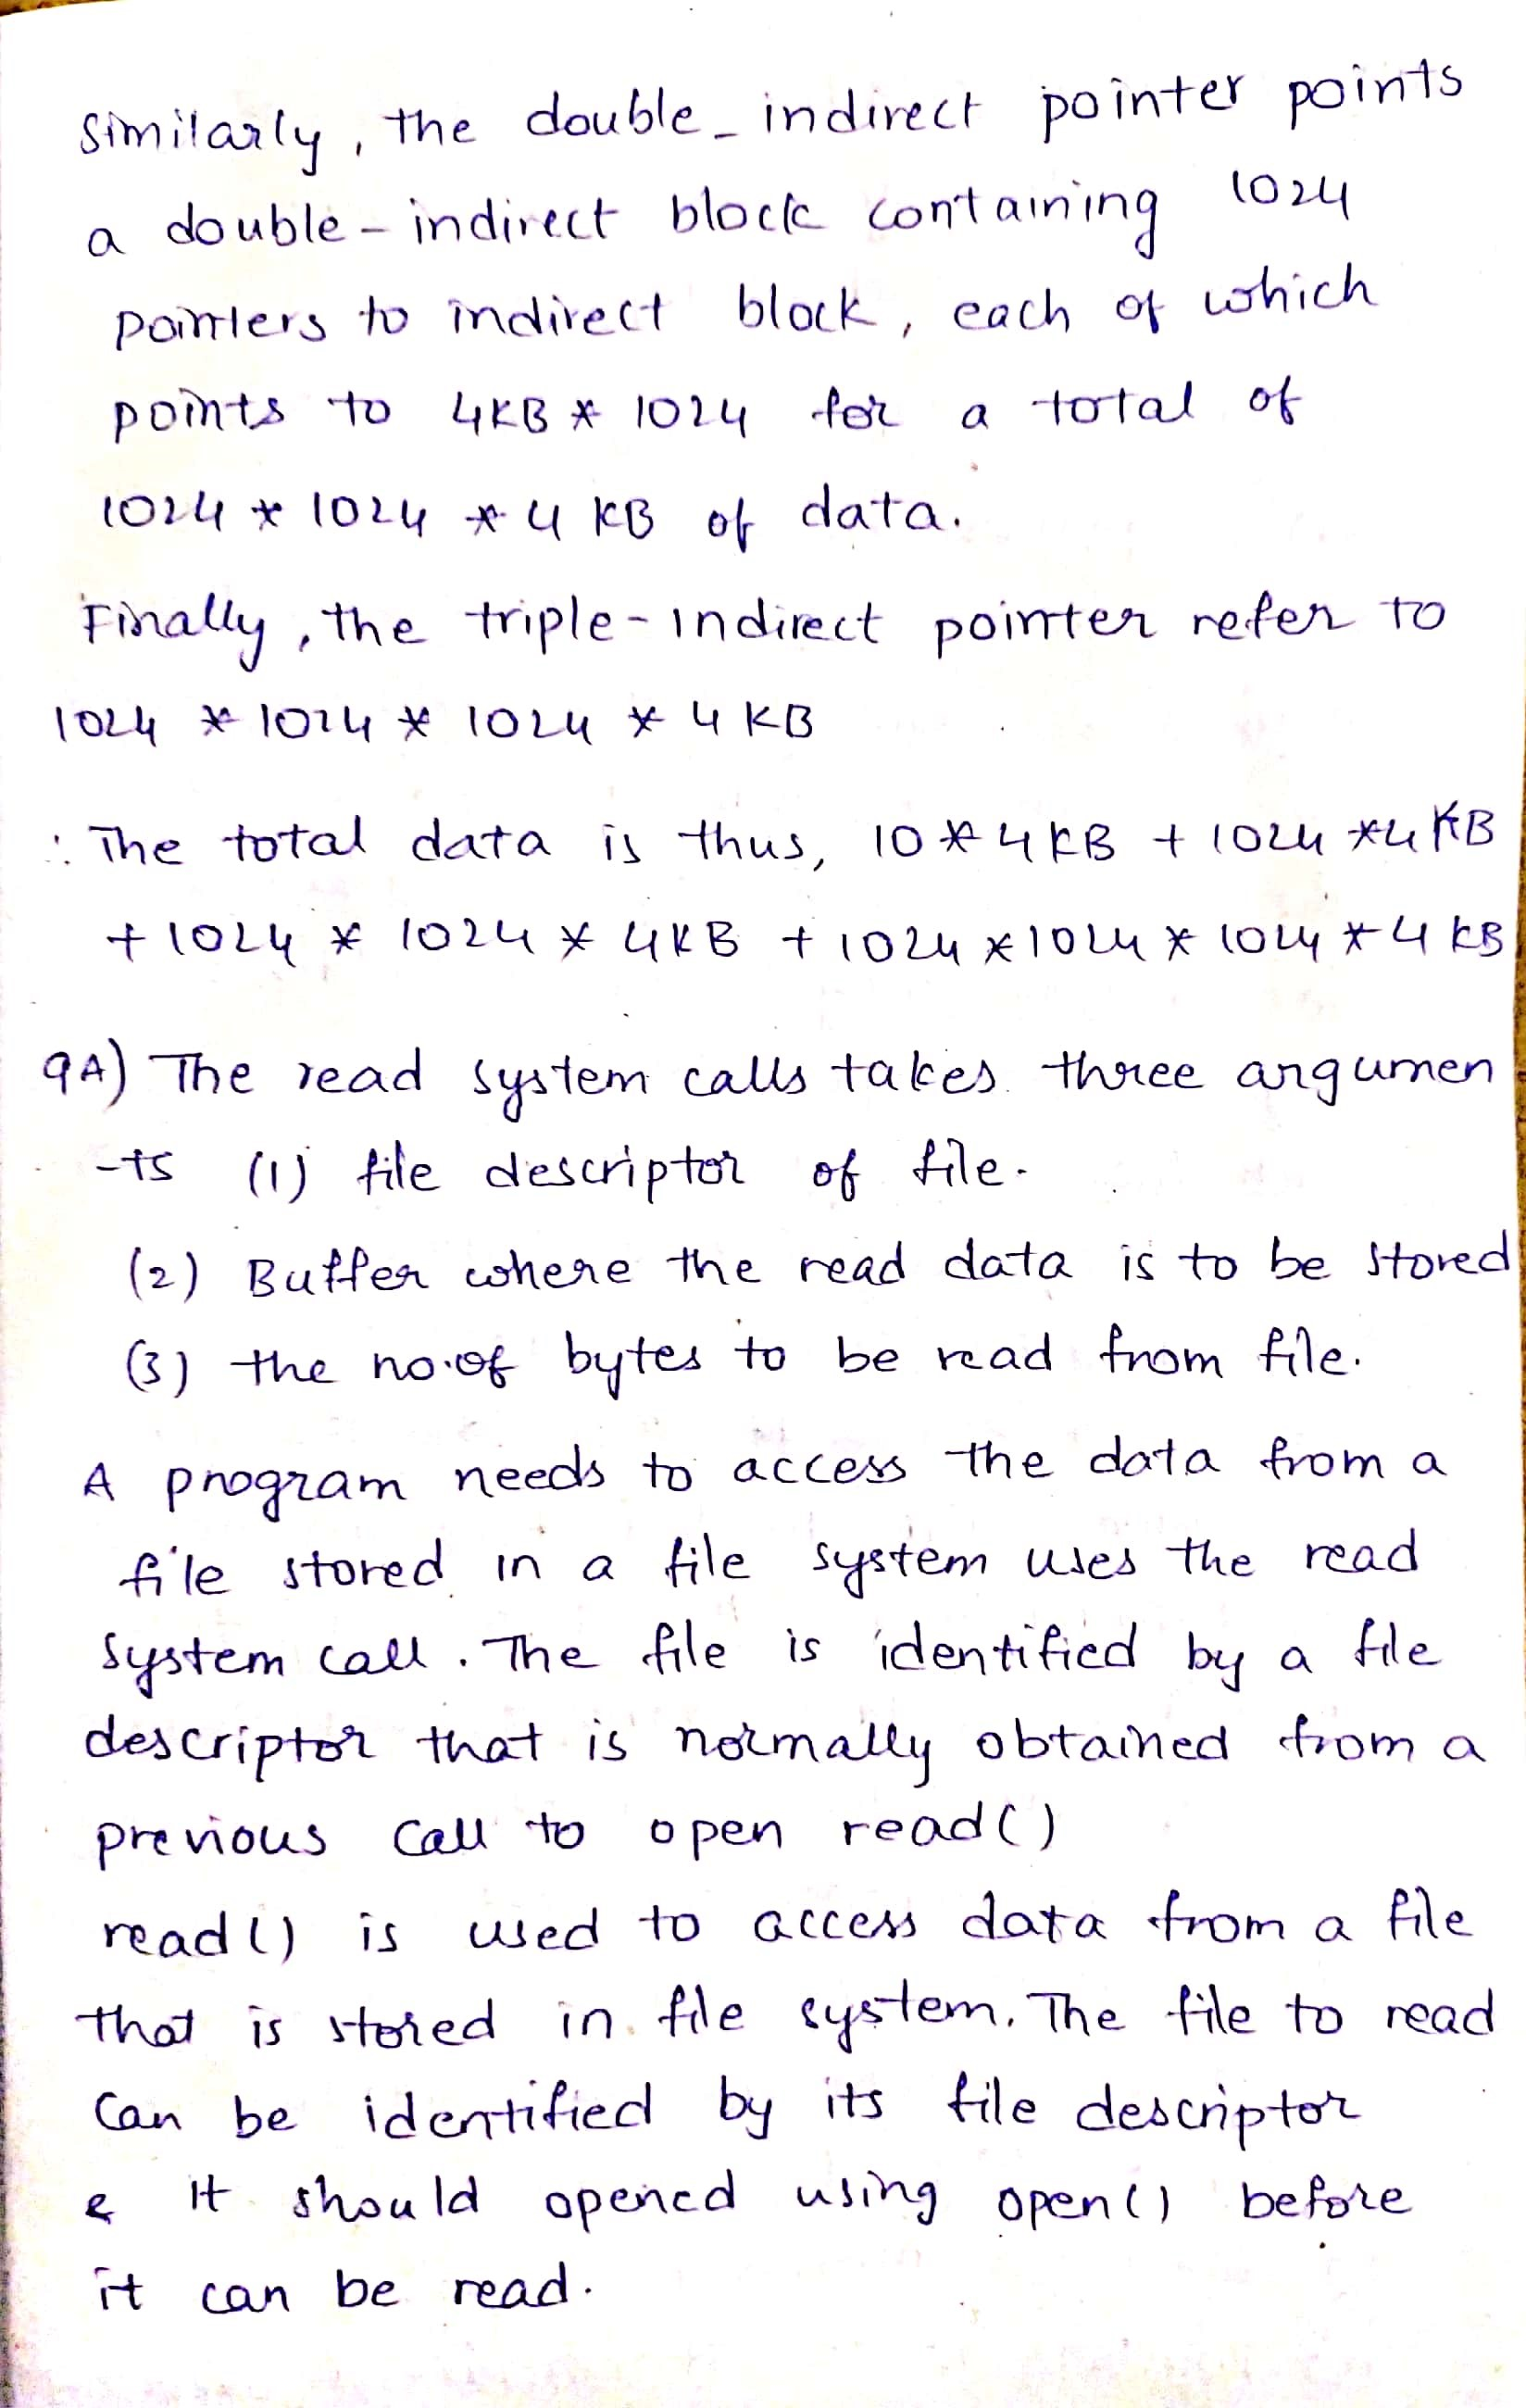 Similarly, the double-indirect pointer points
a double-indirect block containing 1024
pointers to indirect block, each of which
points to 4KB * 1024 for a total of
1024 * 1024 * 4 KB of data.
Finally, the triple-indirect pointer refer to
1024 * 1024 * 1024 * 4 KB
∴ The total data is thus, 10 * 4 KB + 1024 * 4 KB
+ 1024 * 1024 * 4KB + 1024 * 1024 * 1024 * 4 KB
9A) The read system calls takes three argumen
-ts (1) file descriptor of file.
(2) Buffer where the read data is to be stored
(3) the no.of bytes to be read from file.
A program needs to access the data from a
file stored in a file system uses the read
system call. The file is identified by a file
descriptor that is normally obtained from a
previous call to open read()
read() is used to access data from a file
that is stored in file system. The file to read
can be identified by its file descriptor
& it should opened using open() before
it can be read.